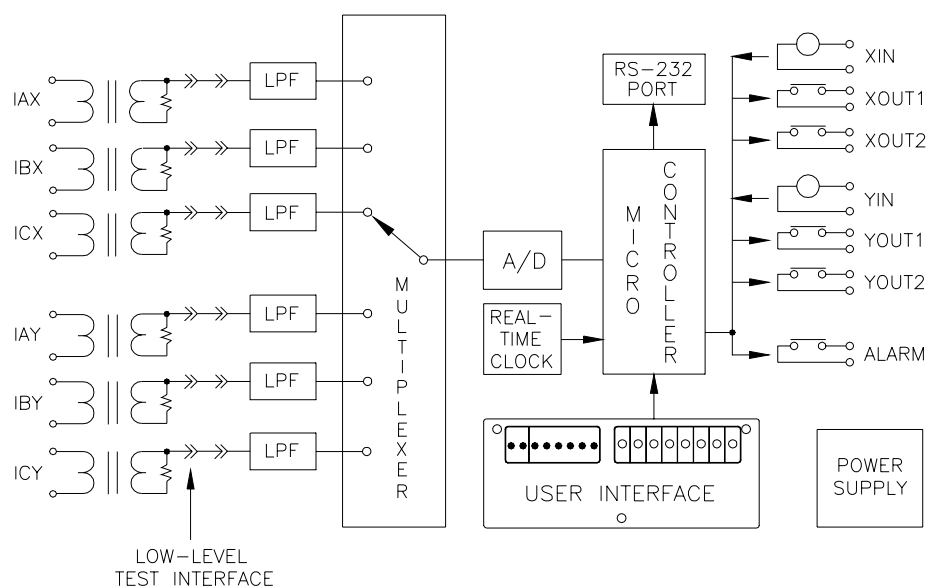 IAX
LPF
IBX
LPF
ICX
LPF
IAY
LPF
IBY
LPF
ICY
LPF
LOW-LEVEL
TEST INTERFACE
MULTIPLEXER
A/D
REAL-
TIME
CLOCK
RS-232
PORT
MICRO
CONTROLLER
USER INTERFACE
XIN
XOUT1
XOUT2
YIN
YOUT1
YOUT2
ALARM
POWER
SUPPLY